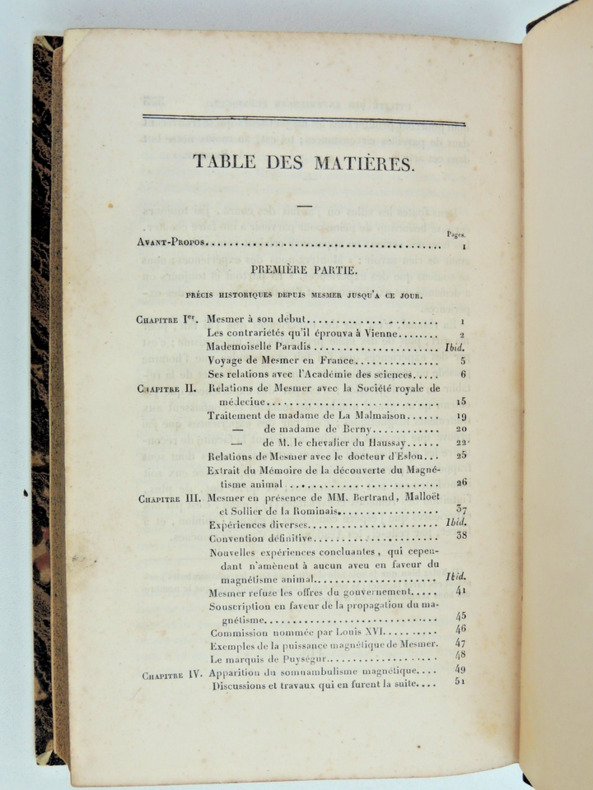 TABLE DES MATIÈRES.
Pages.
AVANT-PROPOS........................................ 1
PREMIÈRE PARTIE.
PRÉCIS HISTORIQUES DEPUIS MESMER JUSQU'A CE JOUR.
CHAPITRE Ier. Mesmer à son debut...................... 1
Les contrariétés qu'il éprouva à Vienne........ 2
Mademoiselle Paradis ................... Ibid.
Voyage de Mesmer en France............. 5
Ses relations avec l'Académie des sciences..... 6
CHAPITRE II. Relations de Mesmer avec la Société royale de
médecine........................... 15
Traitement de madame de La Malmaison...... 19
— de madame de Berny........... 20
— de M. le chevalier du Haussay...... 22
Relations de Mesmer avec le docteur d'Eslon... 25
Extrait du Mémoire de la découverte du Magné-
tisme animal ....................... 26
CHAPITRE III. Mesmer en présence de MM. Bertrand, Malloët
et Sollier de la Rominais................ 37
Expériences diverses.................... Ibid.
Convention définitive................... 38
Nouvelles expériences concluantes, qui cepen-
dant n'amènent à aucun aveu en faveur du
magnétisme animal................... Ibid.
Mesmer refuse les offres du gouvernement..... 41
Souscription en faveur de la propagation du ma-
gnétisme........................... 45
Commission nommée par Louis XVI.......... 46
Exemples de la puissance magnétique de Mesmer. 47
Le marquis de Puységur................. 48
CHAPITRE IV. Apparition du somnambulisme magnétique.... 49
Discussions et travaux qui en furent la suite.... 51